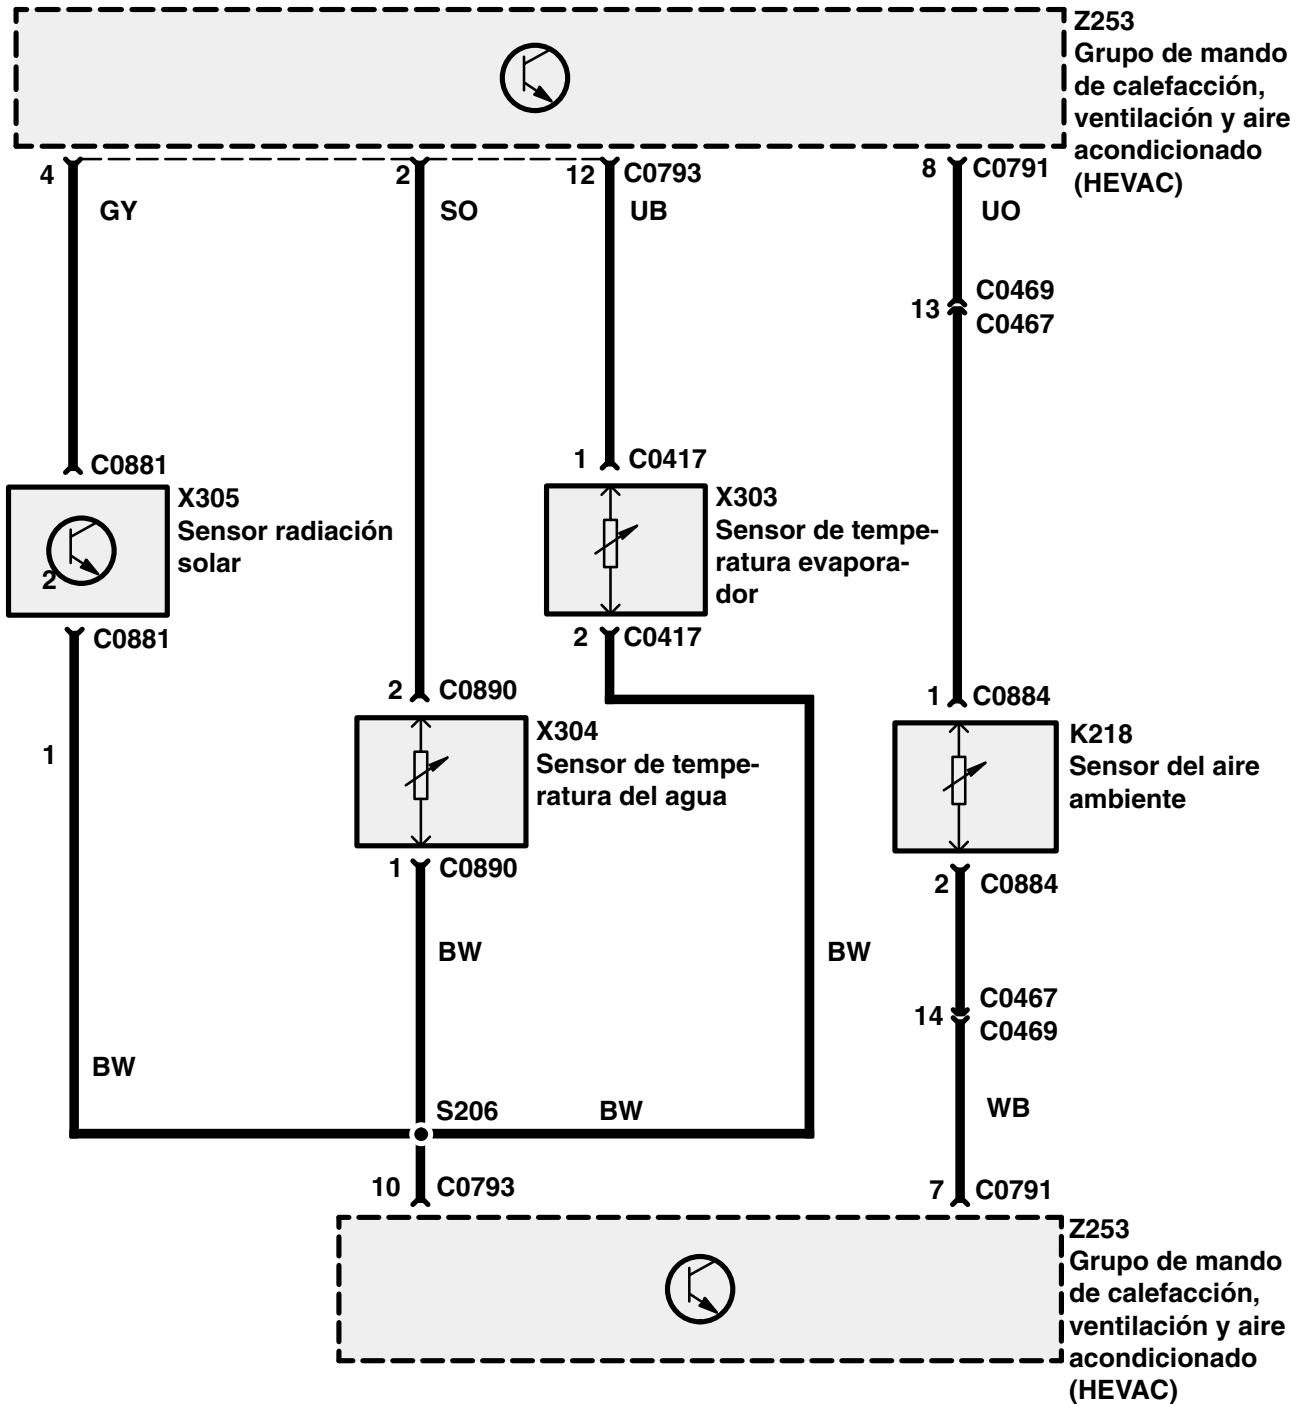 Z253
Grupo de mando
de calefacción,
ventilación y aire
acondicionado
(HEVAC)
4
2
12
C0793
8
C0791
GY
SO
UB
UO
C0469
13
C0467
C0881
1
C0417
X305
Sensor radiación
solar
2
X303
Sensor de tempe-
ratura evapora-
dor
C0881
2
C0417
2
C0890
1
C0884
1
X304
Sensor de tempe-
ratura del agua
K218
Sensor del aire
ambiente
1
C0890
2
C0884
BW
BW
C0467
14
C0469
BW
S206
BW
WB
10
C0793
7
C0791
Z253
Grupo de mando
de calefacción,
ventilación y aire
acondicionado
(HEVAC)